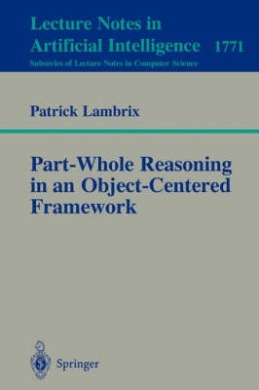 Lecture Notes in
Artificial Intelligence 1771
Subseries of Lecture Notes in Computer Science
Patrick Lambrix
Part-Whole Reasoning
in an Object-Centered
Framework
Springer